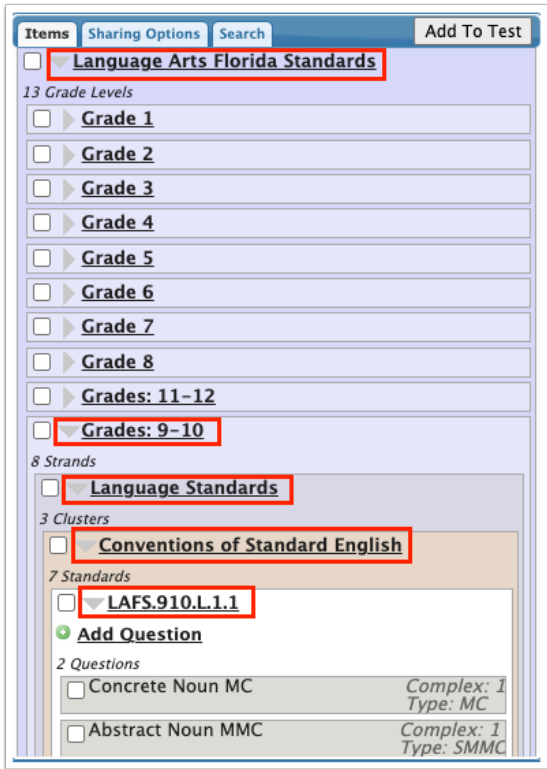 Items Sharing Options Search Add To Test
Language Arts Florida Standards
13 Grade Levels
Grade 1
Grade 2
Grade 3
Grade 4
Grade 5
Grade 6
Grade 7
Grade 8
Grades: 11-12
Grades: 9-10
8 Strands
Language Standards
3 Clusters
Conventions of Standard English
7 Standards
LAFS.910.L.1.1
Add Question
2 Questions
Concrete Noun MC Complex: 1
Type: MC
Abstract Noun MMC Complex: 1
Type: SMMC